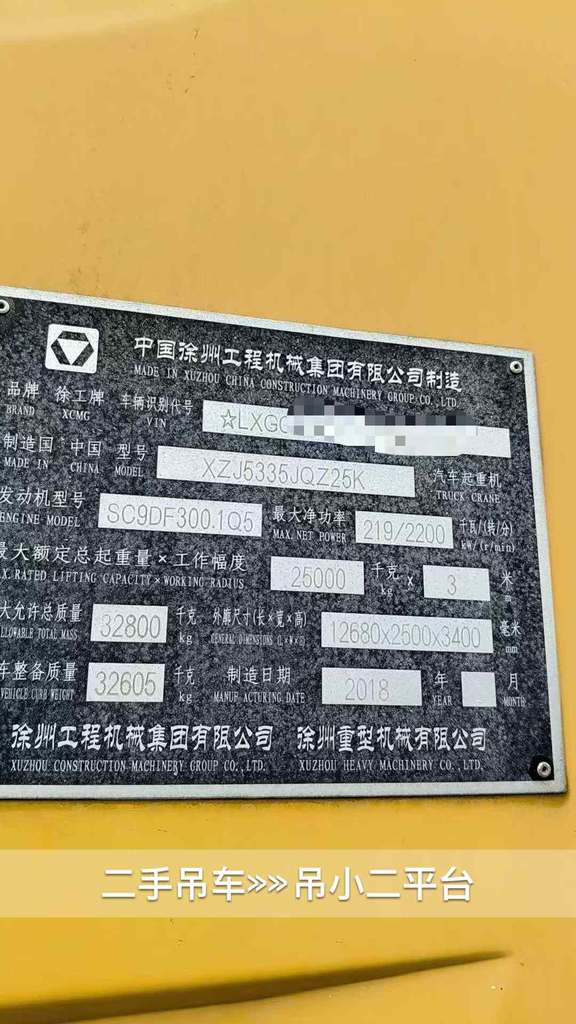 中国徐州工程机械集团有限公司制造
MADE IN XUZHOU CHINA CONSTRUCTION MACHINERY GROUP CO., LTD.
品牌 徐工牌 车辆识别代号 ☆LXGC
BRAND XCMG VIN
制造国 中国 型号 XZJ5335JQZ25K 汽车起重机
MADE IN CHINA MODEL TRUCK CRANE
发动机型号 SC9DF300.1Q5 最大净功率 219/2200 千瓦/(转/分)
ENGINE MODEL MAX. NET POWER kW/(r/min)
最大额定总起重量×工作幅度 25000 千克 × 3 米
X. RATED LIFTING CAPACITY×WORKING RADIUS kg m
大允许总质量 32800 千克 外廓尺寸(长×宽×高) 12680x2500x3400 毫米
LLOWABLE TOTAL MASS kg GENERAL DIMENSIONS (L×W×H) mm
车整备质量 32605 千克 制造日期 2018 年 月
VEHICLE CURB WEIGHT kg MANUFACTURING DATE YEAR MONTH
徐州工程机械集团有限公司 徐州重型机械有限公司
XUZHOU CONSTRUCTION MACHINERY GROUP CO., LTD. XUZHOU HEAVY MACHINERY CO., LTD.
二手吊车»»吊小二平台